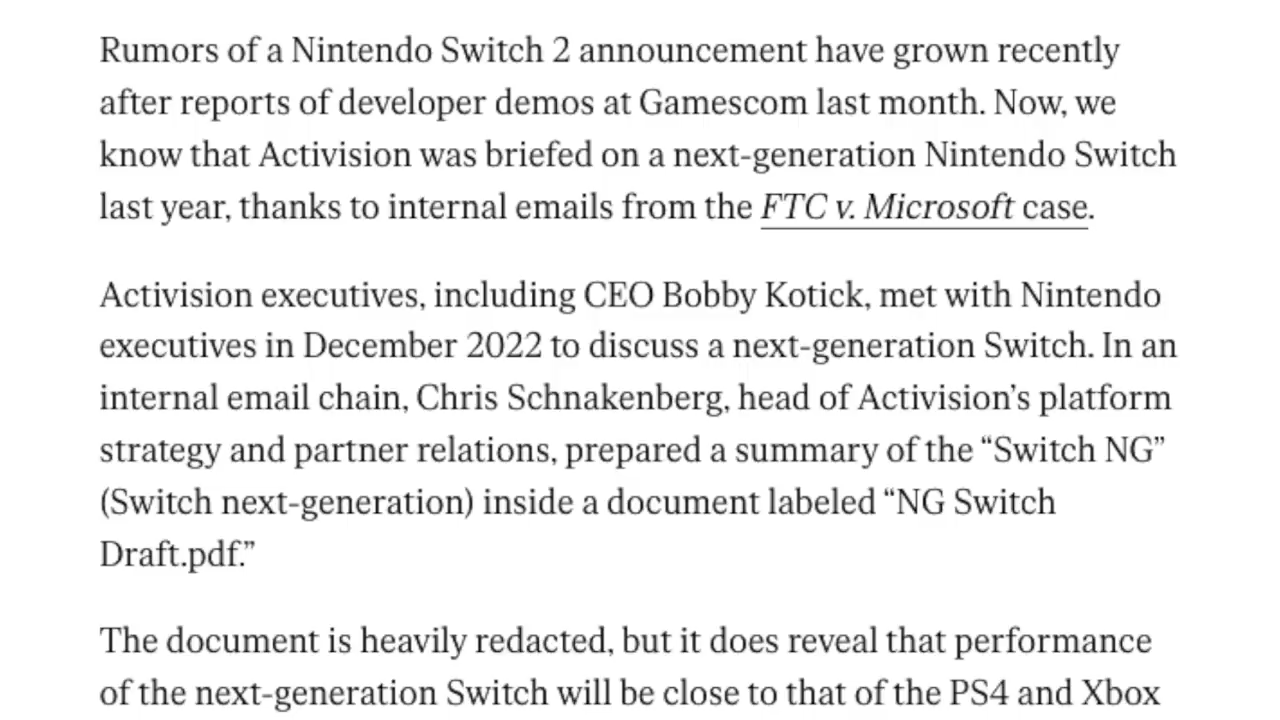 Rumors of a Nintendo Switch 2 announcement have grown recently
after reports of developer demos at Gamescom last month. Now, we
know that Activision was briefed on a next-generation Nintendo Switch
last year, thanks to internal emails from the FTC v. Microsoft case.
Activision executives, including CEO Bobby Kotick, met with Nintendo
executives in December 2022 to discuss a next-generation Switch. In an
internal email chain, Chris Schnakenberg, head of Activision’s platform
strategy and partner relations, prepared a summary of the “Switch NG”
(Switch next-generation) inside a document labeled “NG Switch
Draft.pdf.”
The document is heavily redacted, but it does reveal that performance
of the next-generation Switch will be close to that of the PS4 and Xbox